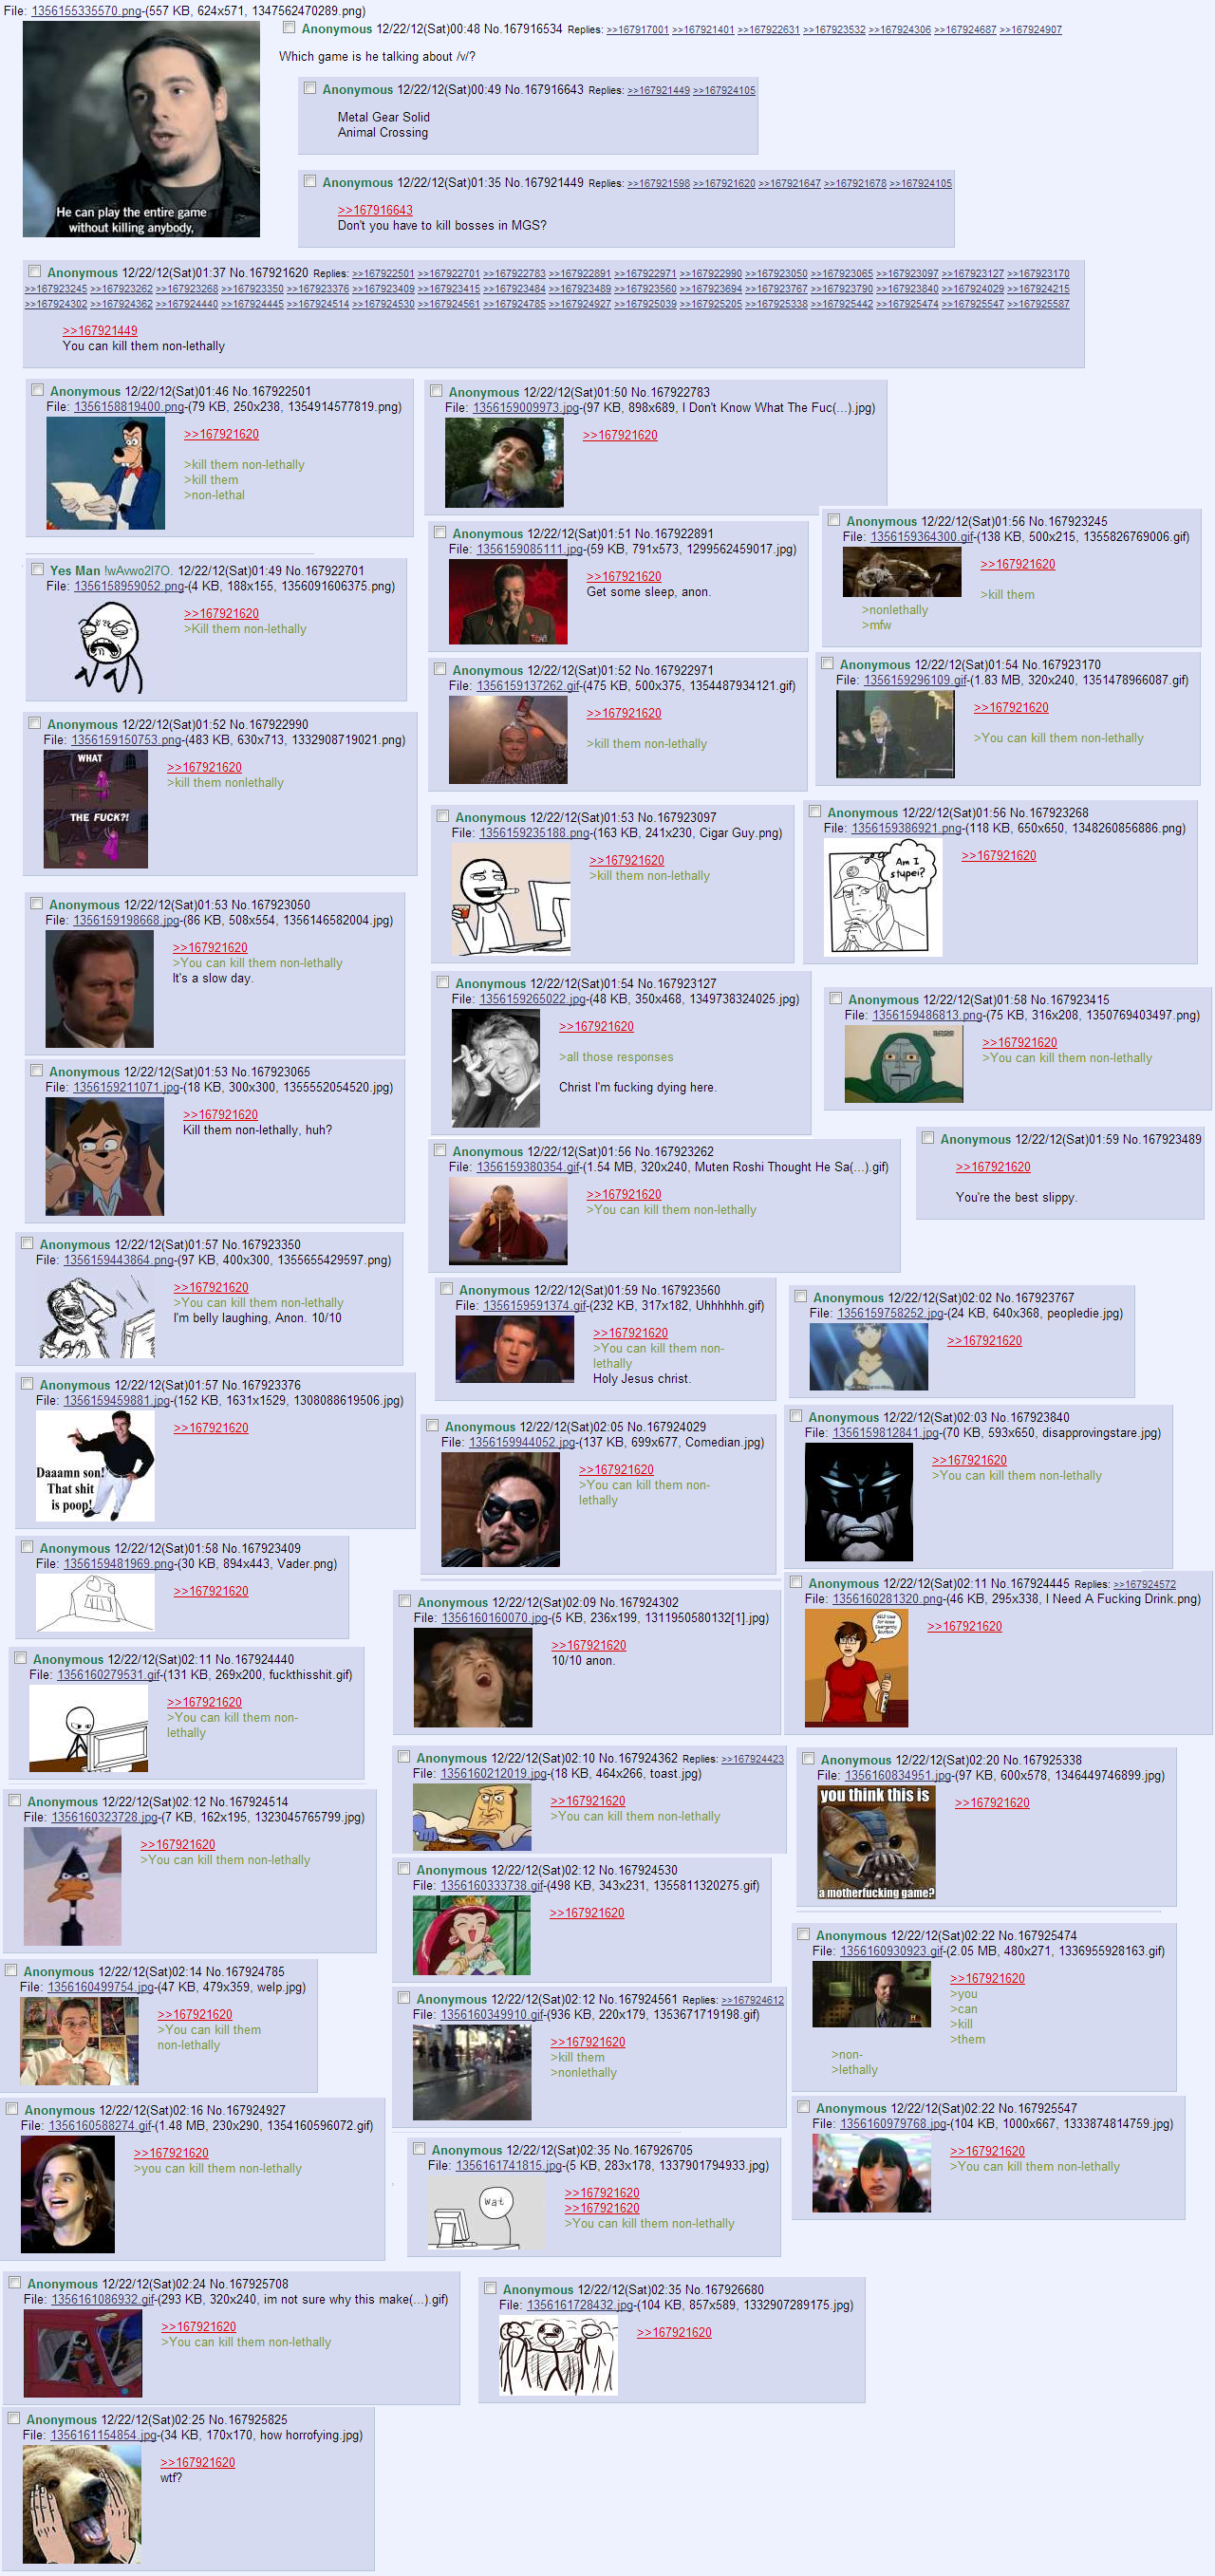 File: 1356155335570.png-(557 KB, 624x571, 1347562470289.png)
He can play the entire game
without killing anybody,
Anonymous 12/22/12(Sat)00:48 No.167916534 Replies: >>167917001 >>167921401 >>167922631 >>167923532 >>167924306 >>167924687 >>167924907
Which game is he talking about /v/?
Anonymous 12/22/12(Sat)00:49 No.167916643 Replies: >>167921449 >>167924105
Metal Gear Solid
Animal Crossing
Anonymous 12/22/12(Sat)01:35 No.167921449 Replies: >>167921598 >>167921620 >>167921647 >>167921678 >>167924105
>>167916643
Don't you have to kill bosses in MGS?
Anonymous 12/22/12(Sat)01:37 No.167921620 Replies: >>167922501 >>167922701 >>167922783 >>167922891 >>167922971 >>167922990 >>167923050 >>167923065 >>167923097 >>167923127 >>167923170
>>167923245 >>167923262 >>167923268 >>167923350 >>167923376 >>167923409 >>167923415 >>167923484 >>167923489 >>167923560 >>167923694 >>167923767 >>167923790 >>167923840 >>167924029 >>167924215
>>167924302 >>167924362 >>167924440 >>167924445 >>167924514 >>167924530 >>167924561 >>167924785 >>167924927 >>167925039 >>167925205 >>167925338 >>167925442 >>167925474 >>167925547 >>167925587
>>167921449
You can kill them non-lethally
Anonymous 12/22/12(Sat)01:46 No.167922501
File: 1356158819400.png-(79 KB, 250x238, 1354914577819.png)
>>167921620
>kill them non-lethally
>kill them
>non-lethal
Anonymous 12/22/12(Sat)01:50 No.167922783
File: 1356159009973.jpg-(97 KB, 898x689, I Don't Know What The Fuc(...).jpg)
>>167921620
Anonymous 12/22/12(Sat)01:51 No.167922891
File: 1356159085111.jpg-(59 KB, 791x573, 1299562459017.jpg)
>>167921620
Get some sleep, anon.
Anonymous 12/22/12(Sat)01:56 No.167923245
File: 1356159364300.gif-(138 KB, 500x215, 1355826769006.gif)
>>167921620
>kill them
>nonlethally
>mfw
Yes Man !wAvwo2I7O. 12/22/12(Sat)01:49 No.167922701
File: 1356158959052.png-(4 KB, 188x155, 1356091606375.png)
>>167921620
>Kill them non-lethally
Anonymous 12/22/12(Sat)01:52 No.167922971
File: 1356159137262.gif-(475 KB, 500x375, 1354487934121.gif)
>>167921620
>kill them non-lethally
Anonymous 12/22/12(Sat)01:54 No.167923170
File: 1356159296109.gif-(1.83 MB, 320x240, 1351478966087.gif)
>>167921620
>You can kill them non-lethally
Anonymous 12/22/12(Sat)01:52 No.167922990
File: 1356159150753.png-(483 KB, 630x713, 1332908719021.png)
WHAT
THE FUCK?!
>>167921620
>kill them nonlethally
Anonymous 12/22/12(Sat)01:53 No.167923097
File: 1356159235188.png-(163 KB, 241x230, Cigar Guy.png)
>>167921620
>kill them non-lethally
Anonymous 12/22/12(Sat)01:56 No.167923268
File: 1356159386921.png-(118 KB, 650x650, 1348260856886.png)
Am I
stupei?
>>167921620
Anonymous 12/22/12(Sat)01:53 No.167923050
File: 1356159198668.jpg-(86 KB, 508x554, 1356146582004.jpg)
>>167921620
>You can kill them non-lethally
It's a slow day.
Anonymous 12/22/12(Sat)01:54 No.167923127
File: 1356159265022.jpg-(48 KB, 350x468, 1349738324025.jpg)
>>167921620
>all those responses
Christ I'm fucking dying here.
Anonymous 12/22/12(Sat)01:58 No.167923415
File: 1356159486813.png-(75 KB, 316x208, 1350769403497.png)
>>167921620
>You can kill them non-lethally
Anonymous 12/22/12(Sat)01:53 No.167923065
File: 1356159211071.jpg-(18 KB, 300x300, 1355552054520.jpg)
>>167921620
Kill them non-lethally, huh?
Anonymous 12/22/12(Sat)01:56 No.167923262
File: 1356159380354.gif-(1.54 MB, 320x240, Muten Roshi Thought He Sa(...).gif)
>>167921620
>You can kill them non-lethally
Anonymous 12/22/12(Sat)01:59 No.167923489
>>167921620
You're the best slippy.
Anonymous 12/22/12(Sat)01:57 No.167923350
File: 1356159443864.png-(97 KB, 400x300, 1355655429597.png)
>>167921620
>You can kill them non-lethally
I'm belly laughing, Anon. 10/10
Anonymous 12/22/12(Sat)01:59 No.167923560
File: 1356159591374.gif-(232 KB, 317x182, Uhhhhhh.gif)
>>167921620
>You can kill them non-
lethally
Holy Jesus christ.
Anonymous 12/22/12(Sat)02:02 No.167923767
File: 1356159758252.jpg-(24 KB, 640x368, peopledie.jpg)
>>167921620
Anonymous 12/22/12(Sat)01:57 No.167923376
File: 1356159459881.jpg-(152 KB, 1631x1529, 1308088619506.jpg)
Daaamn son!
That shit
is poop!
>>167921620
Anonymous 12/22/12(Sat)02:05 No.167924029
File: 1356159944052.jpg-(137 KB, 699x677, Comedian.jpg)
>>167921620
>You can kill them non-
lethally
Anonymous 12/22/12(Sat)02:03 No.167923840
File: 1356159812841.jpg-(70 KB, 593x650, disapprovingstare.jpg)
>>167921620
>You can kill them non-lethally
Anonymous 12/22/12(Sat)01:58 No.167923409
File: 1356159481969.png-(30 KB, 894x443, Vader.png)
>>167921620
Anonymous 12/22/12(Sat)02:09 No.167924302
File: 1356160160070.jpg-(5 KB, 236x199, 1311950580132[1].jpg)
>>167921620
10/10 anon.
Anonymous 12/22/12(Sat)02:11 No.167924445 Replies: >>167924572
File: 1356160281320.png-(46 KB, 295x338, I Need A Fucking Drink.png)
>>167921620
Anonymous 12/22/12(Sat)02:11 No.167924440
File: 1356160279531.gif-(131 KB, 269x200, fuckthisshit.gif)
>>167921620
>You can kill them non-
lethally
Anonymous 12/22/12(Sat)02:10 No.167924362 Replies: >>167924423
File: 1356160212019.jpg-(18 KB, 464x266, toast.jpg)
>>167921620
>You can kill them non-lethally
Anonymous 12/22/12(Sat)02:20 No.167925338
File: 1356160834951.jpg-(97 KB, 600x578, 1346449746899.jpg)
you think this is
a motherfucking game?
>>167921620
Anonymous 12/22/12(Sat)02:12 No.167924514
File: 1356160323728.jpg-(7 KB, 162x195, 1323045765799.jpg)
>>167921620
>You can kill them non-lethally
Anonymous 12/22/12(Sat)02:12 No.167924530
File: 1356160333738.gif-(498 KB, 343x231, 1355811320275.gif)
>>167921620
Anonymous 12/22/12(Sat)02:22 No.167925474
File: 1356160930923.gif-(2.05 MB, 480x271, 1336955928163.gif)
>>167921620
>you
>can
>kill
>them
>non-
>lethally
Anonymous 12/22/12(Sat)02:14 No.167924785
File: 1356160499754.jpg-(47 KB, 479x359, welp.jpg)
>>167921620
>You can kill them
non-lethally
Anonymous 12/22/12(Sat)02:12 No.167924561 Replies: >>167924612
File: 1356160349910.gif-(936 KB, 220x179, 1353671719198.gif)
>>167921620
>kill them
>nonlethally
Anonymous 12/22/12(Sat)02:16 No.167924927
File: 1356160588274.gif-(1.48 MB, 230x290, 1354160596072.gif)
>>167921620
>you can kill them non-lethally
Anonymous 12/22/12(Sat)02:22 No.167925547
File: 1356160979768.jpg-(104 KB, 1000x667, 1333874814759.jpg)
>>167921620
>You can kill them non-lethally
Anonymous 12/22/12(Sat)02:35 No.167926705
File: 1356161741815.jpg-(5 KB, 283x178, 1337901794933.jpg)
wat
>>167921620
>>167921620
>You can kill them non-lethally
Anonymous 12/22/12(Sat)02:24 No.167925708
File: 1356161086932.gif-(293 KB, 320x240, im not sure why this make(...).gif)
>>167921620
>You can kill them non-lethally
Anonymous 12/22/12(Sat)02:35 No.167926680
File: 1356161728432.jpg-(104 KB, 857x589, 1332907289175.jpg)
>>167921620
Anonymous 12/22/12(Sat)02:25 No.167925825
File: 1356161154854.jpg-(34 KB, 170x170, how horrofying.jpg)
>>167921620
wtf?